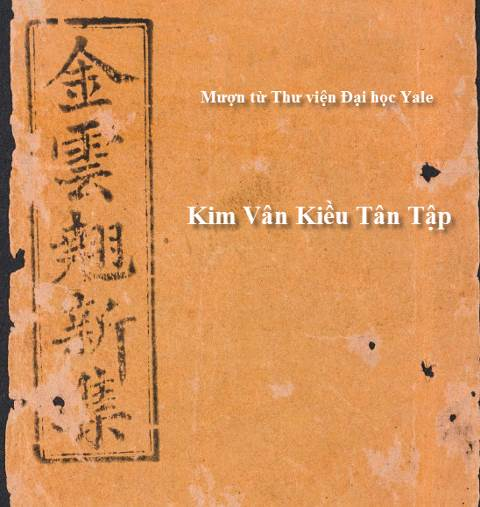 金雲翹新集
Mượn từ Thư viện Đại học Yale
Kim Vân Kiều Tân Tập